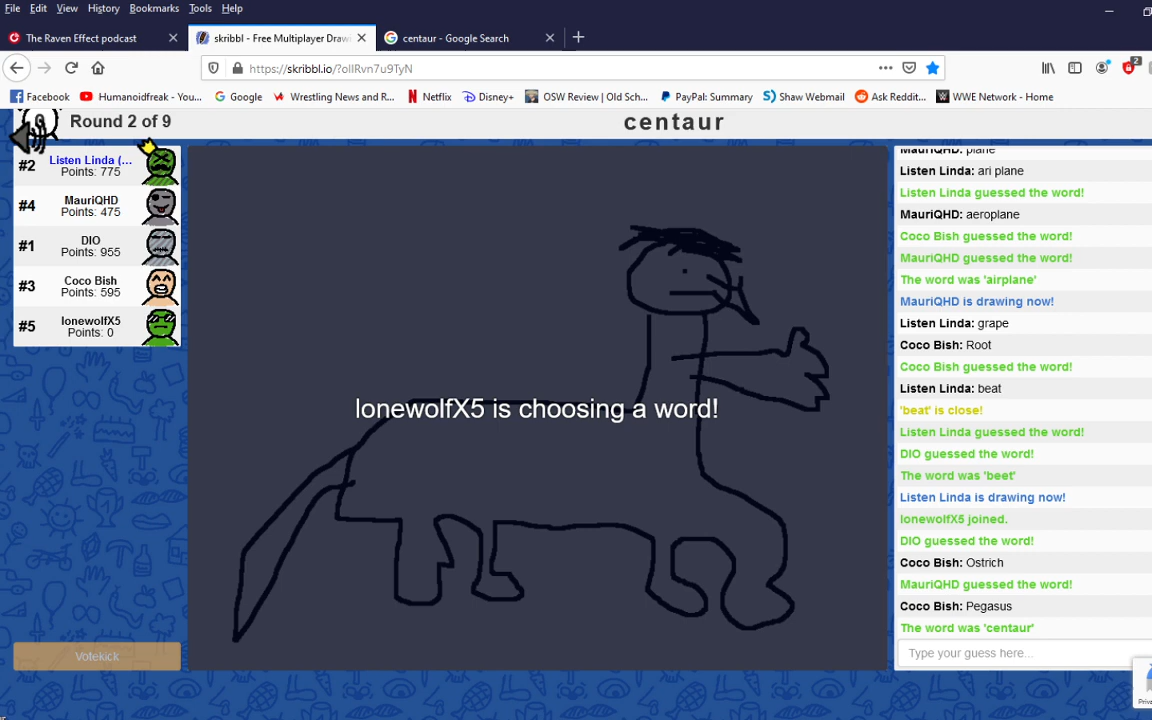 File Edit View History Bookmarks Tools Help
The Raven Effect podcast
skribbl - Free Multiplayer Drawi
centaur - Google Search
https://skribbl.io/?olIRvn7u9TyN
Facebook Humanoidfreak - You... Google Wrestling News and R... Netflix Disney+ OSW Review | Old Sch... PayPal: Summary Shaw Webmail Ask Reddit... WWE Network - Home
Round 2 of 9
centaur
#2 Listen Linda (...
Points: 775
#4 MauriQHD
Points: 475
#1 DIO
Points: 955
#3 Coco Bish
Points: 595
#5 lonewolfX5
Points: 0
Votekick
lonewolfX5 is choosing a word!
MauriQHD: plane
Listen Linda: ari plane
Listen Linda guessed the word!
MauriQHD: aeroplane
Coco Bish guessed the word!
MauriQHD guessed the word!
The word was 'airplane'
MauriQHD is drawing now!
Listen Linda: grape
Coco Bish: Root
Coco Bish guessed the word!
Listen Linda: beat
'beat' is close!
Listen Linda guessed the word!
DIO guessed the word!
The word was 'beet'
Listen Linda is drawing now!
lonewolfX5 joined.
DIO guessed the word!
Coco Bish: Ostrich
MauriQHD guessed the word!
Coco Bish: Pegasus
The word was 'centaur'
Type your guess here...